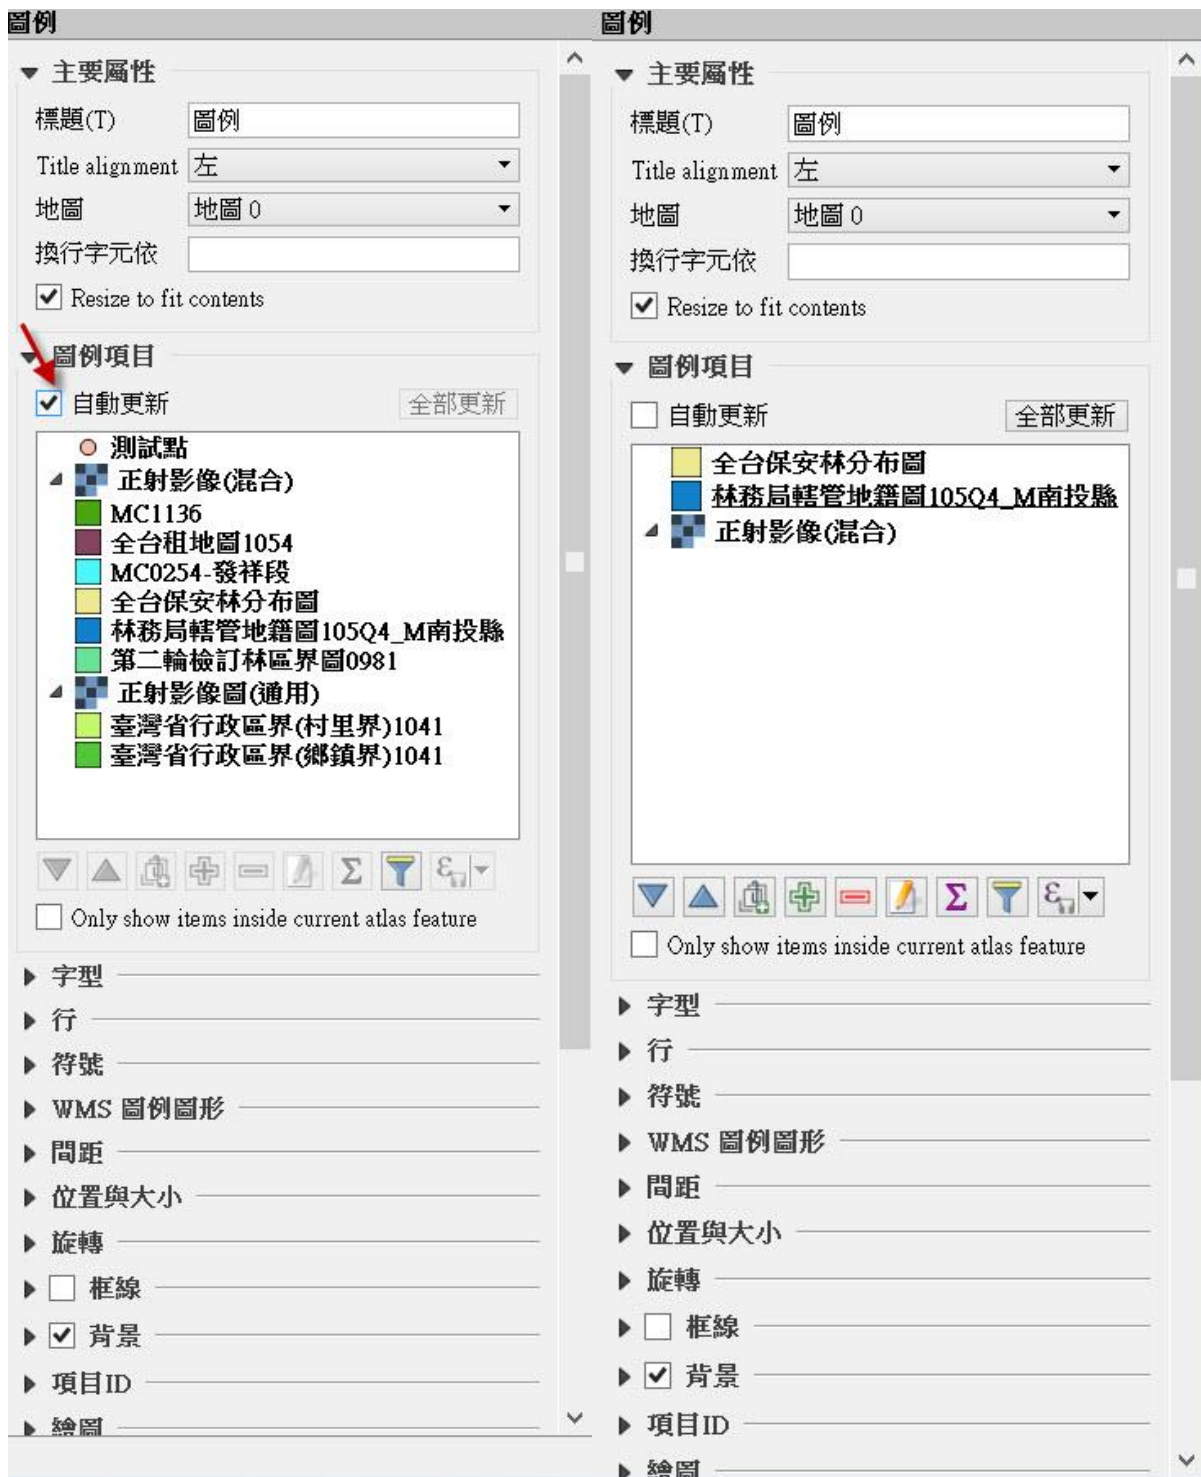 圖例
主要屬性
標題(T) 圖例
Title alignment 左
地圖 地圖 0
換行字元依
Resize to fit contents
圖例項目
自動更新 全部更新
測試點
正射影像(混合)
MC1136
全台租地圖1054
MC0254-發祥段
全台保安林分布圖
林務局轄管地籍圖105Q4_M南投縣
第二輪檢訂林區界圖0981
正射影像圖(通用)
臺灣省行政區界(村里界)1041
臺灣省行政區界(鄉鎮界)1041
Σ ε
Only show items inside current atlas feature
字型
行
符號
WMS 圖例圖形
間距
位置與大小
旋轉
框線
背景
項目ID
繪圖
圖例
主要屬性
標題(T) 圖例
Title alignment 左
地圖 地圖 0
換行字元依
Resize to fit contents
圖例項目
自動更新 全部更新
全台保安林分布圖
林務局轄管地籍圖105Q4_M南投縣
正射影像(混合)
Σ ε
Only show items inside current atlas feature
字型
行
符號
WMS 圖例圖形
間距
位置與大小
旋轉
框線
背景
項目ID
繪圖